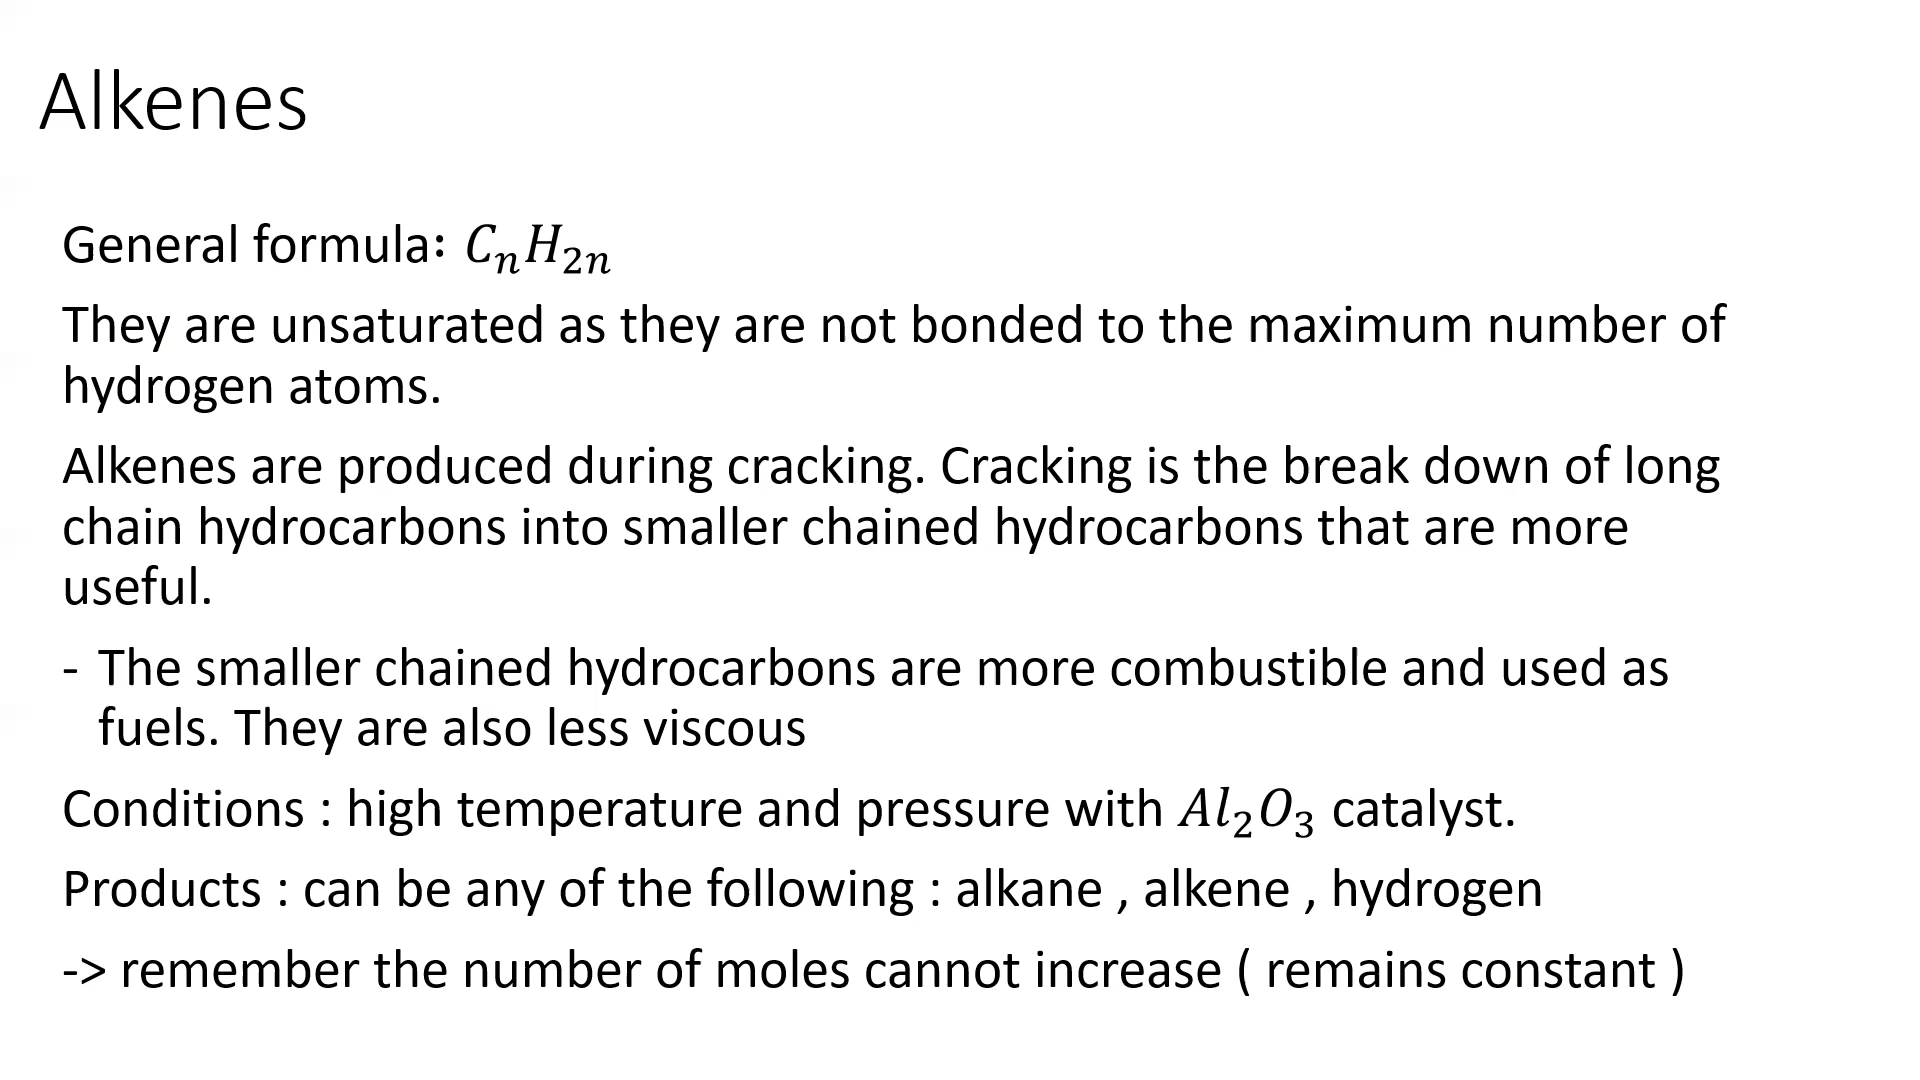 Alkenes
General formula: CₙH₂ₙ
They are unsaturated as they are not bonded to the maximum number of
hydrogen atoms.
Alkenes are produced during cracking. Cracking is the break down of long
chain hydrocarbons into smaller chained hydrocarbons that are more
useful.
- The smaller chained hydrocarbons are more combustible and used as
fuels. They are also less viscous
Conditions : high temperature and pressure with Al₂O₃ catalyst.
Products : can be any of the following : alkane , alkene , hydrogen
-> remember the number of moles cannot increase ( remains constant )